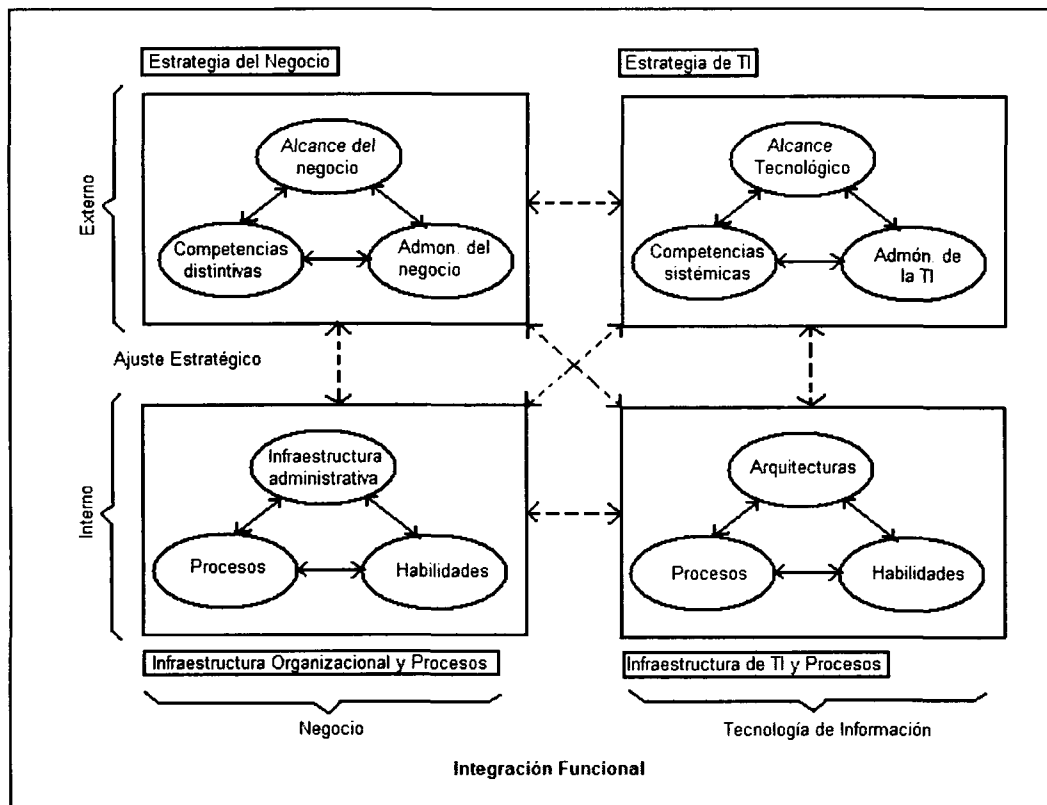 Estrategia del Negocio
Estrategia de TI
Externo
Alcance del
negocio
Competencias
distintivas
Admon. del
negocio
Alcance
Tecnológico
Competencias
sistémicas
Admón. de
la TI
Ajuste Estratégico
Interno
Infraestructura
administrativa
Procesos
Habilidades
Arquitecturas
Procesos
Habilidades
Infraestructura Organizacional y Procesos
Infraestructura de TI y Procesos
Negocio
Tecnología de Información
Integración Funcional